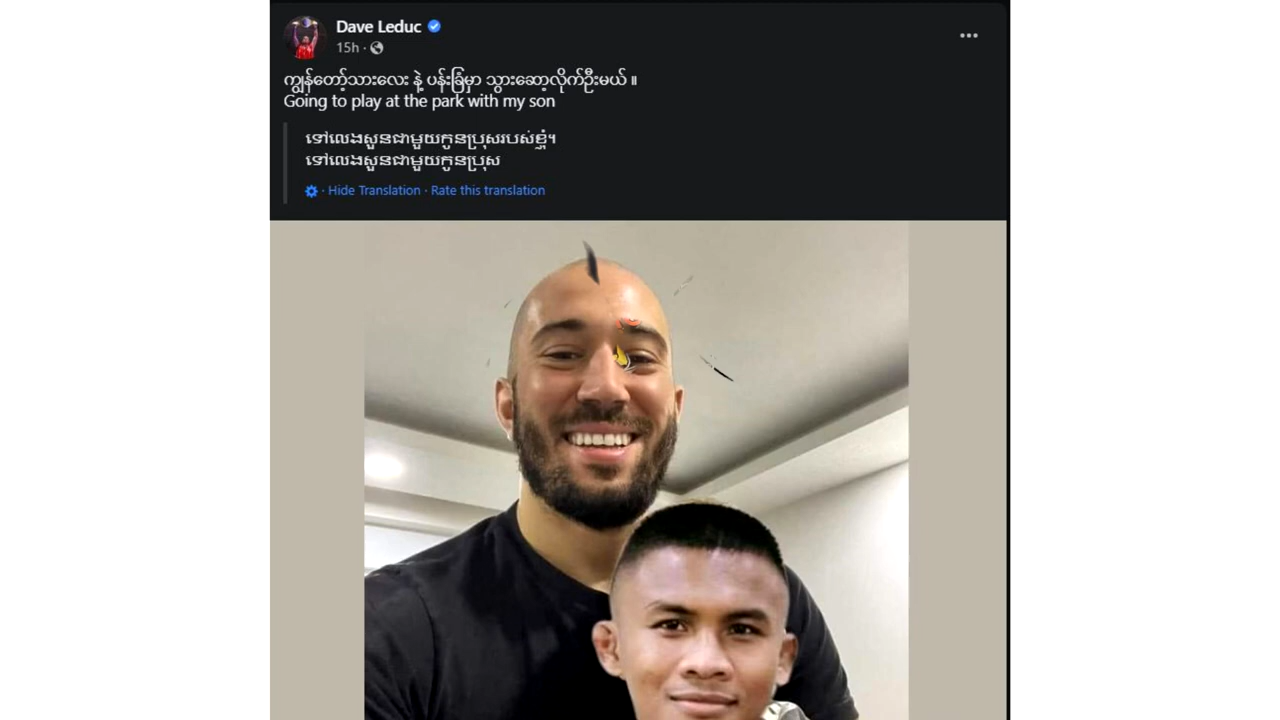 Dave Leduc
15h ·
ကျွန်တော့်သားလေး နဲ့ ပန်းခြံမှာ သွားဆော့လိုက်ဦးမယ် ။
Going to play at the park with my son
ទៅលេងសួនជាមួយកូនប្រុសរបស់ខ្ញុំ។
ទៅលេងសួនជាមួយកូនប្រុស
· Hide Translation · Rate this translation